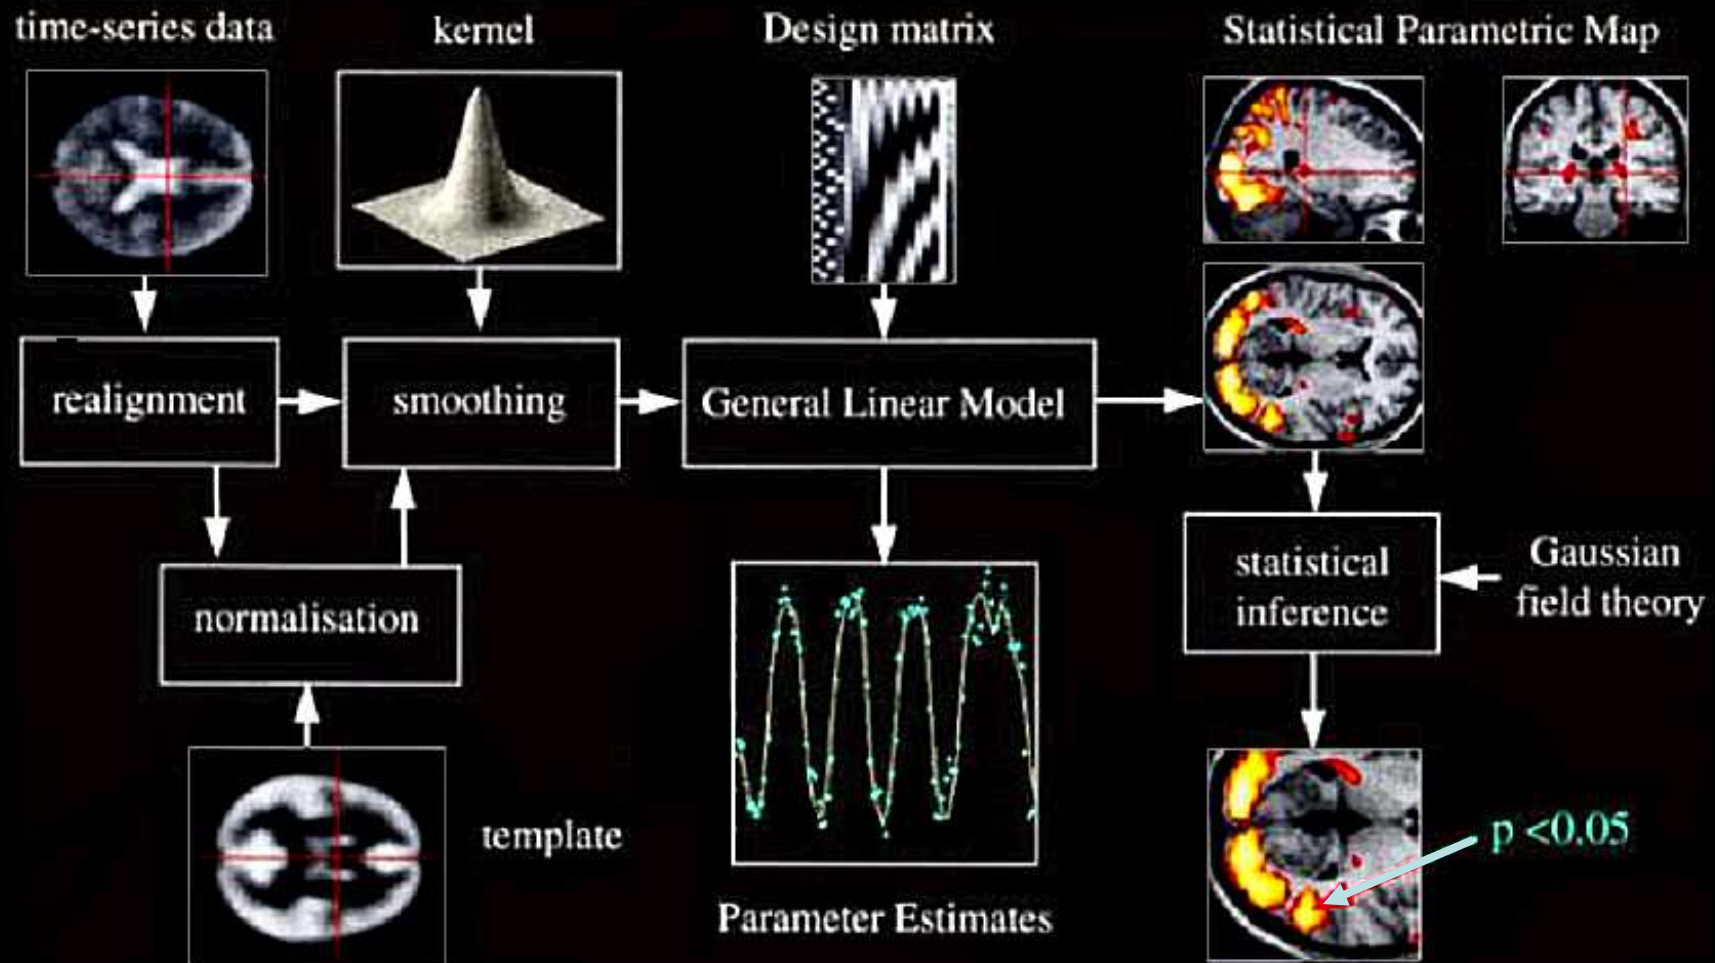 time-series data
kernel
Design matrix
Statistical Parametric Map
realignment
smoothing
General Linear Model
normalisation
statistical
inference
Gaussian
field theory
template
Parameter Estimates
p <0.05